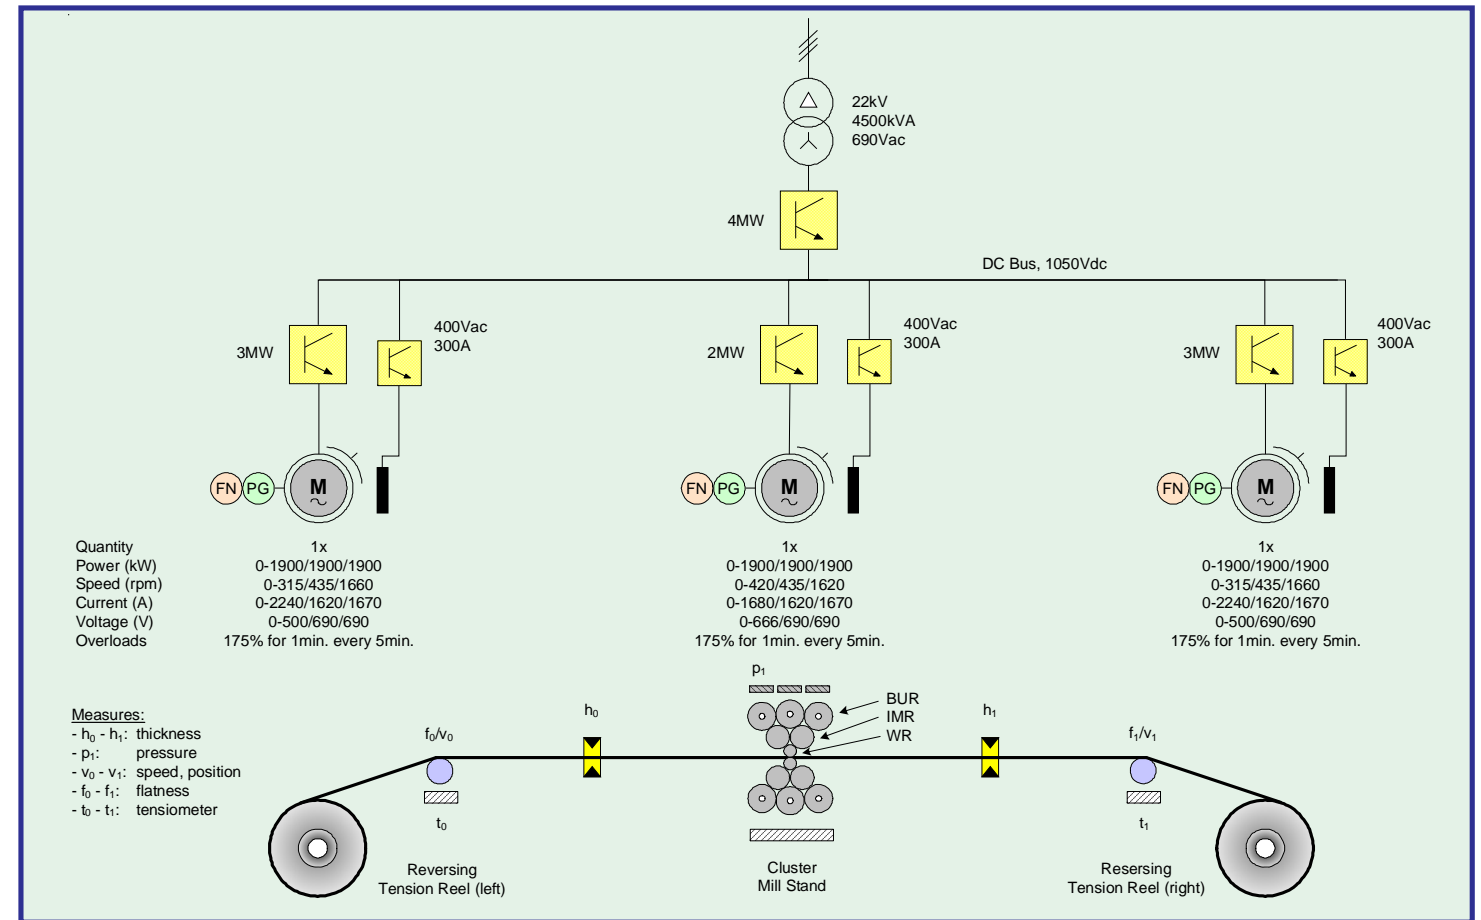 22kV
4500kVA
690Vac
4MW
DC Bus, 1050Vdc
3MW
400Vac
300A
2MW
400Vac
300A
3MW
400Vac
300A
FN PG M
FN PG M
FN PG M
Quantity 1x 1x 1x
Power (kW) 0-1900/1900/1900 0-1900/1900/1900 0-1900/1900/1900
Speed (rpm) 0-315/435/1660 0-420/435/1620 0-315/435/1660
Current (A) 0-2240/1620/1670 0-1680/1620/1670 0-2240/1620/1670
Voltage (V) 0-500/690/690 0-666/690/690 0-500/690/690
Overloads 175% for 1min. every 5min. 175% for 1min. every 5min. 175% for 1min. every 5min.
p₁
BUR
IMR
WR
h₀
h₁
f₀/v₀
f₁/v₁
Measures:
- h₀ - h₁: thickness
- p₁: pressure
- v₀ - v₁: speed, position
- f₀ - f₁: flatness
- t₀ - t₁: tensiometer
t₀
t₁
Reversing
Tension Reel (left)
Cluster
Mill Stand
Resersing
Tension Reel (right)